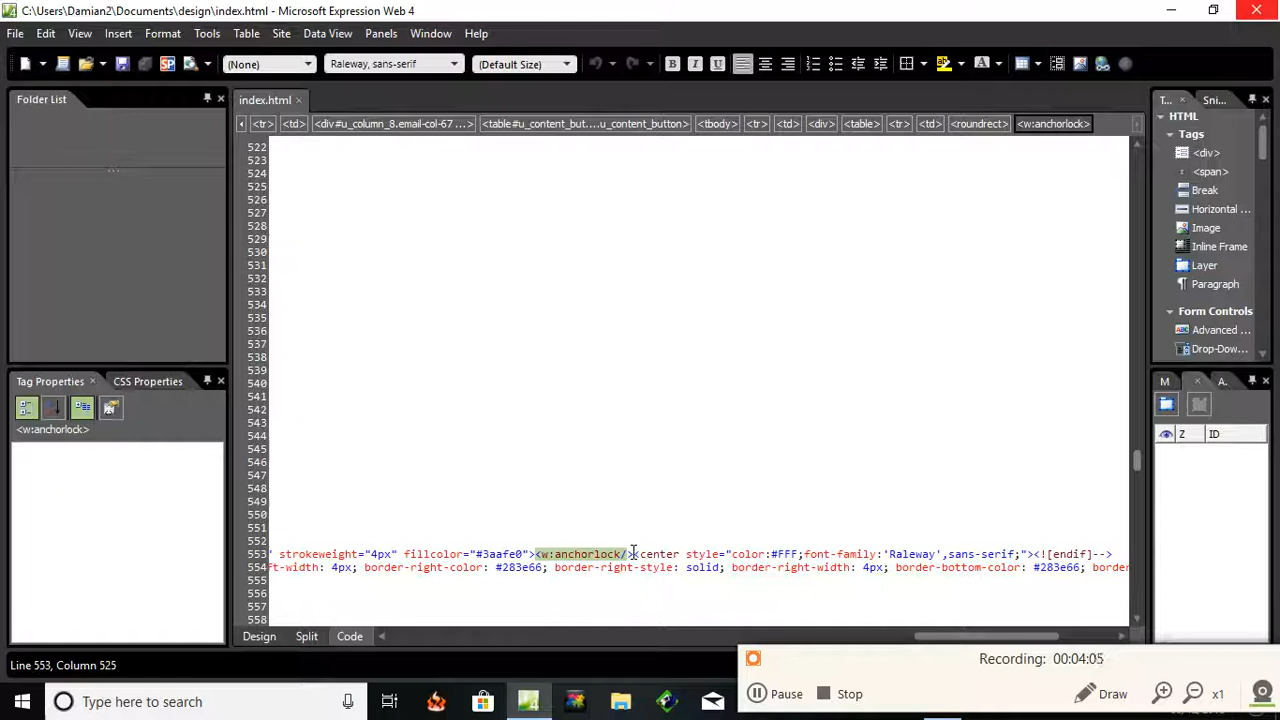 C:\Users\Damian2\Documents\design\index.html - Microsoft Expression Web 4
File Edit View Insert Format Tools Table Site Data View Panels Window Help
(None) Raleway, sans-serif (Default Size) B I U A
Folder List
index.html
T... Sni...
<tr> <td> <div#u_column_8.email-col-67 ...> <table#u_content_but....u_content_button> <tbody> <tr> <td> <div> <table> <tr> <td> <roundrect> <w:anchorlock>
HTML
Tags
<div>
<span>
Break
Horizontal ...
Image
Inline Frame
Layer
Paragraph
Form Controls
Advanced ...
Drop-Dow...
522
523
524
525
526
527
528
529
530
531
532
533
534
535
536
537
538
539
540
541
542
543
544
545
546
547
548
549
550
551
552
553 ' strokeweight="4px" fillcolor="#3aafe0"><w:anchorlock/><center style="color:#FFF;font-family:'Raleway',sans-serif;"><![endif]-->
554 ft-width: 4px; border-right-color: #283e66; border-right-style: solid; border-right-width: 4px; border-bottom-color: #283e66; border
555
556
557
558
Tag Properties CSS Properties
<w:anchorlock>
M A.
Z ID
Design Split Code
Line 553, Column 525
Recording: 00:04:05
Pause Stop Draw x1
Type here to search